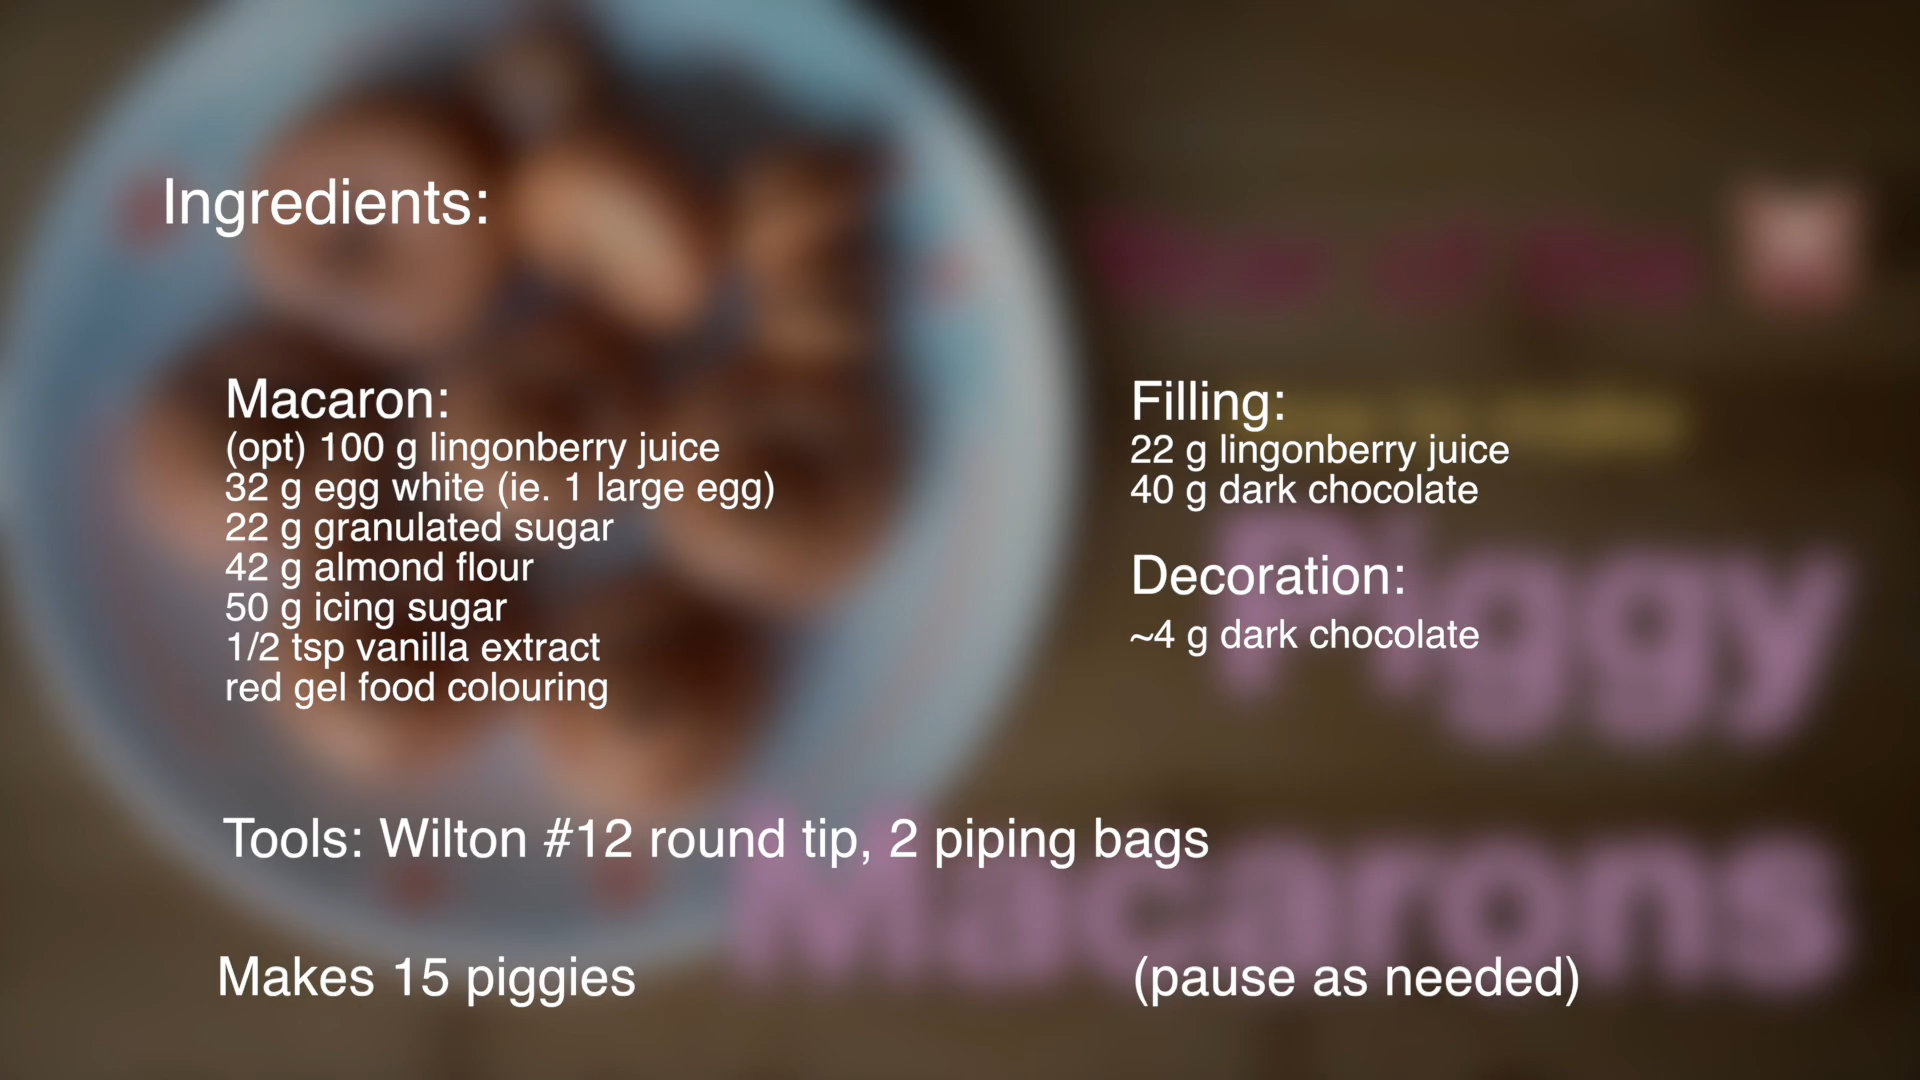 Ingredients:
Macaron:
(opt) 100 g lingonberry juice
32 g egg white (ie. 1 large egg)
22 g granulated sugar
42 g almond flour
50 g icing sugar
1/2 tsp vanilla extract
red gel food colouring
Filling:
22 g lingonberry juice
40 g dark chocolate
Decoration:
~4 g dark chocolate
Tools: Wilton #12 round tip, 2 piping bags
Makes 15 piggies
(pause as needed)
Piggy
Macarons